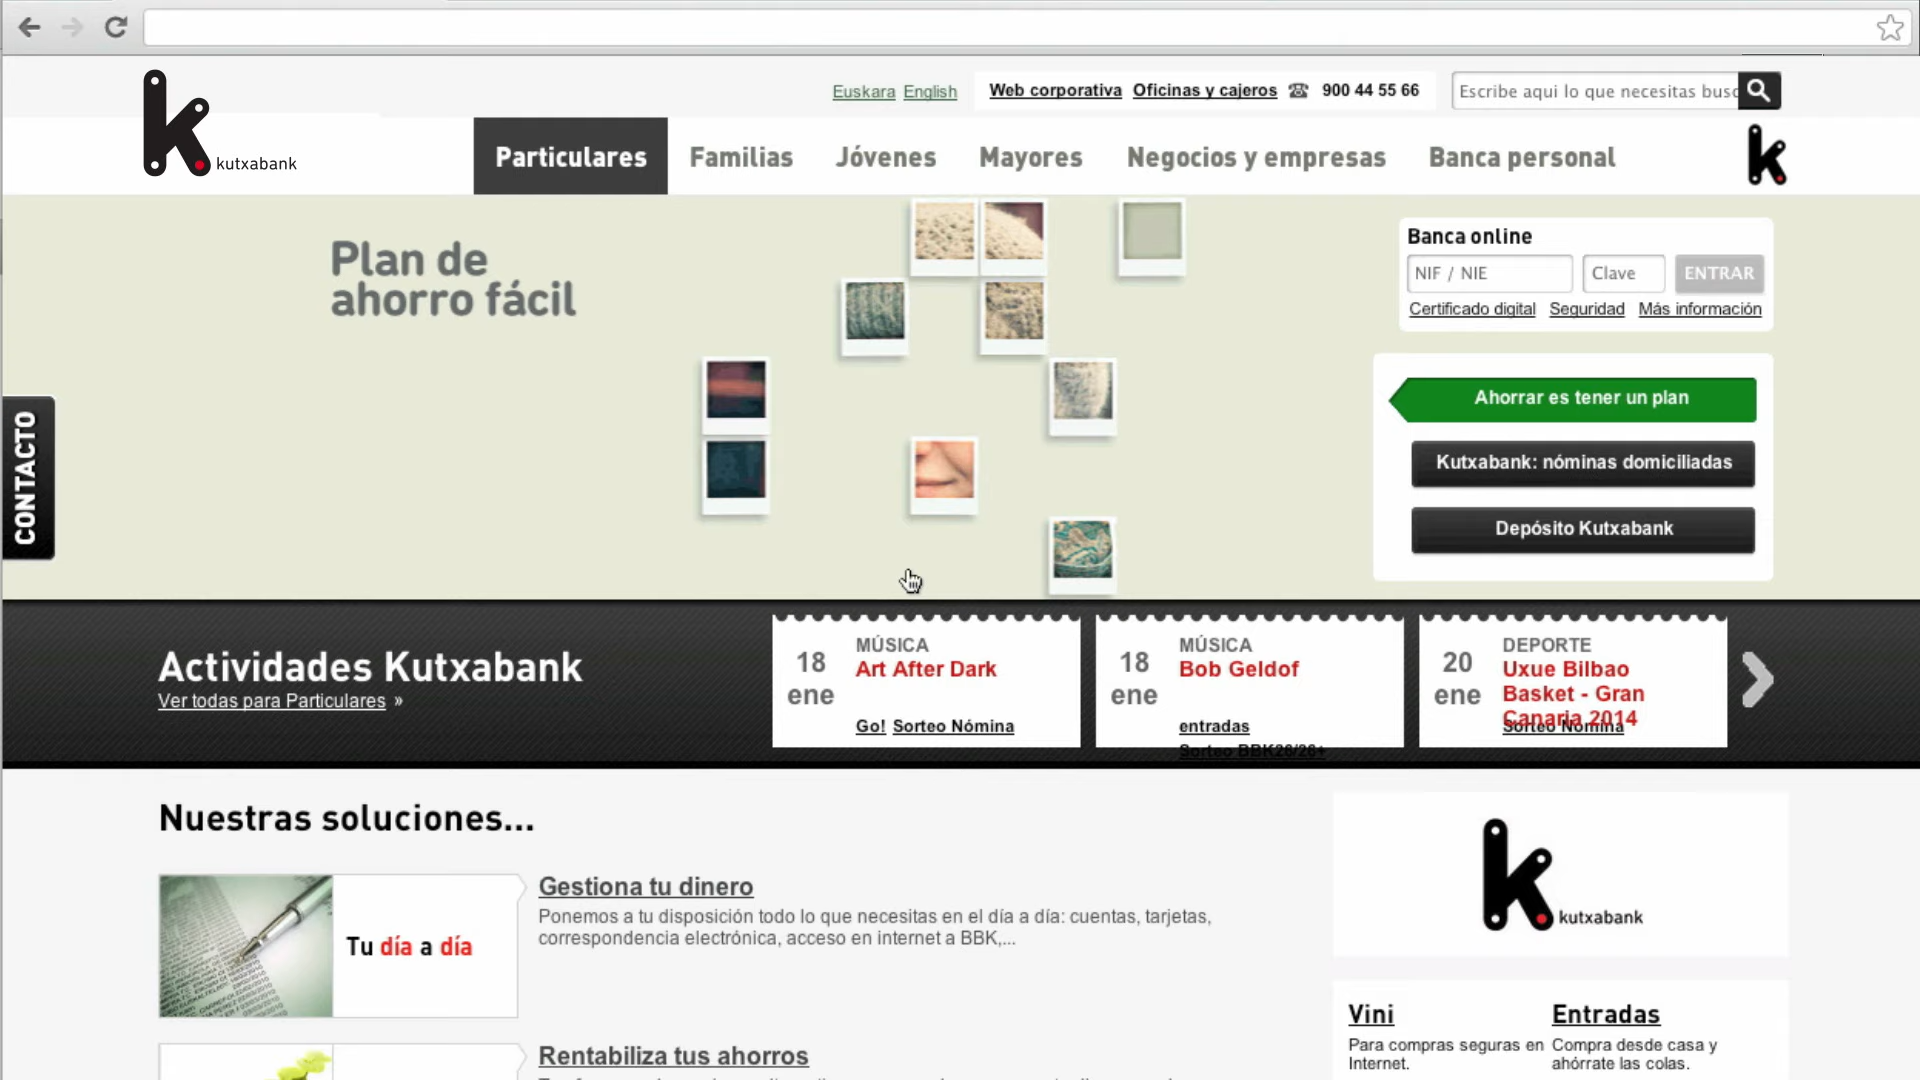 Euskara English
Web corporativa Oficinas y cajeros 900 44 55 66
Escribe aqui lo que necesitas busc
kutxabank
Particulares Familias Jóvenes Mayores Negocios y empresas Banca personal
Plan de
ahorro fácil
Banca online
NIF / NIE Clave ENTRAR
Certificado digital Seguridad Más información
Ahorrar es tener un plan
Kutxabank: nóminas domiciliadas
Depósito Kutxabank
CONTACTO
Actividades Kutxabank
Ver todas para Particulares »
18
ene
MÚSICA
Art After Dark
Go! Sorteo Nómina
18
ene
MÚSICA
Bob Geldof
entradas
Sorteo BBK26/26+
20
ene
DEPORTE
Uxue Bilbao
Basket - Gran
Canaria 2014
Sorteo Nómina
Nuestras soluciones...
Tu día a día
Gestiona tu dinero
Ponemos a tu disposición todo lo que necesitas en el día a día: cuentas, tarjetas,
correspondencia electrónica, acceso en internet a BBK,...
Rentabiliza tus ahorros
kutxabank
Vini
Para compras seguras en
Internet.
Entradas
Compra desde casa y
ahórrate las colas.